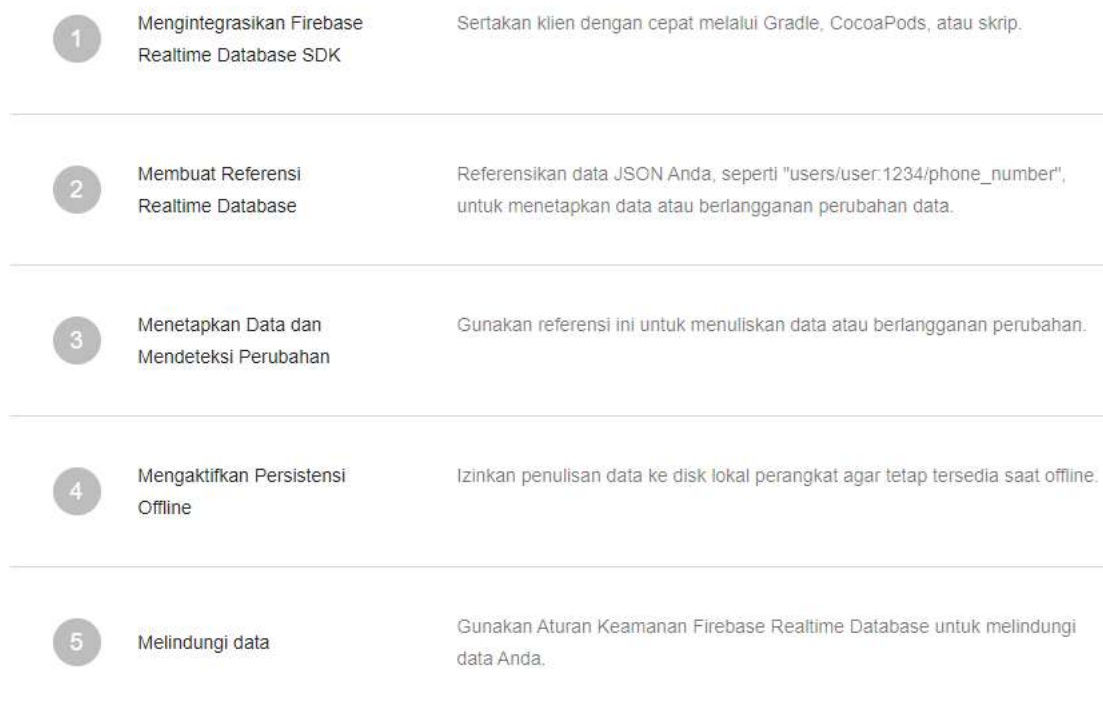 1
Mengintegrasikan Firebase
Realtime Database SDK
Sertakan klien dengan cepat melalui Gradle, CocoaPods, atau skrip.
2
Membuat Referensi
Realtime Database
Referensikan data JSON Anda, seperti "users/user:1234/phone_number",
untuk menetapkan data atau berlangganan perubahan data.
3
Menetapkan Data dan
Mendeteksi Perubahan
Gunakan referensi ini untuk menuliskan data atau berlangganan perubahan.
4
Mengaktifkan Persistensi
Offline
Izinkan penulisan data ke disk lokal perangkat agar tetap tersedia saat offline.
5
Melindungi data
Gunakan Aturan Keamanan Firebase Realtime Database untuk melindungi
data Anda.